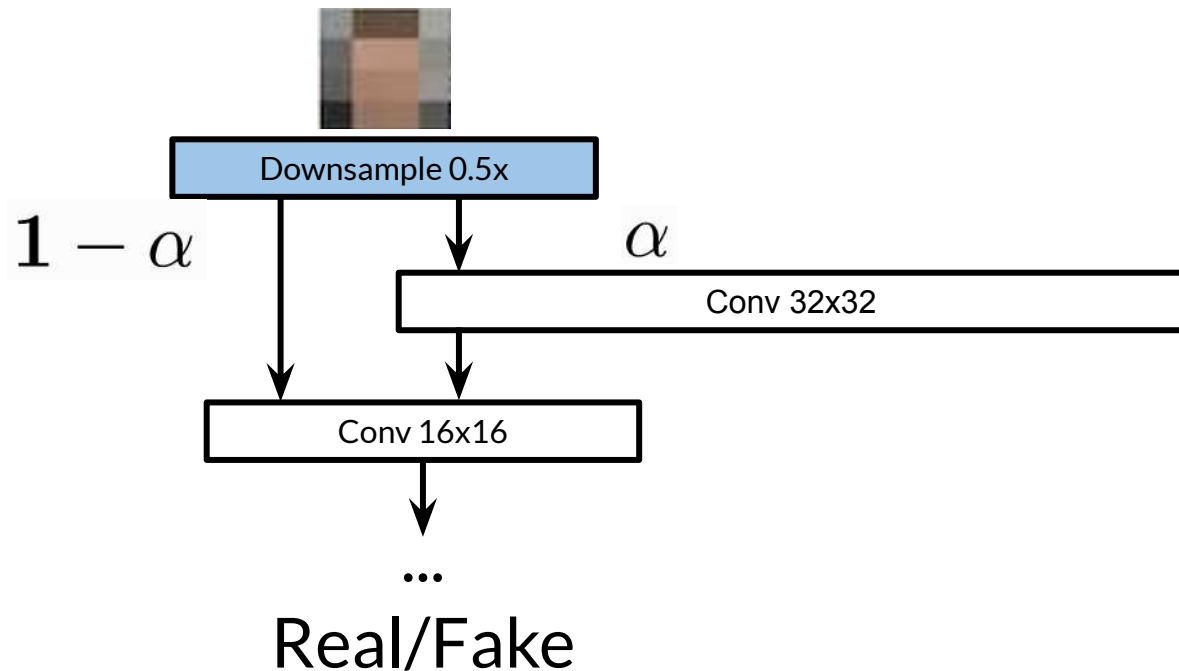 Downsample 0.5x
1 − α
α
Conv 32x32
Conv 16x16
...
Real/Fake